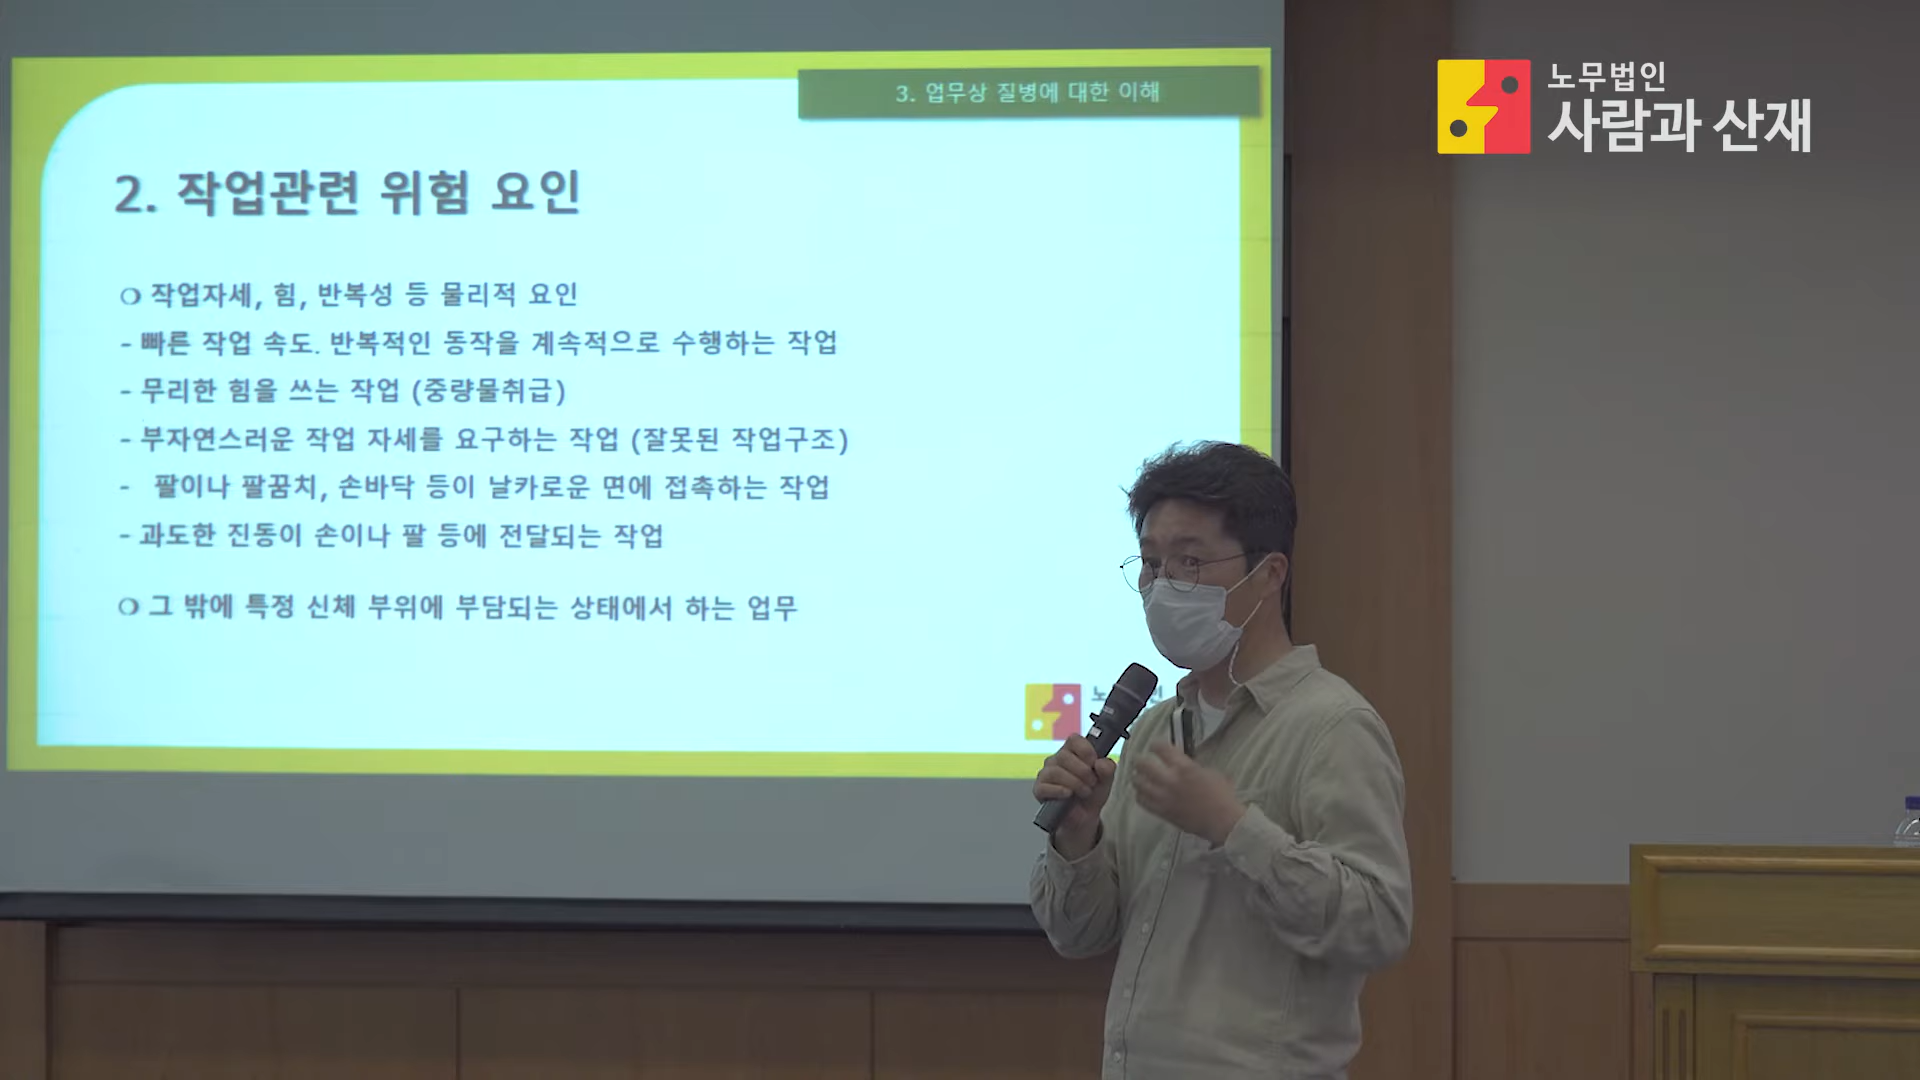 3. 업무상 질병에 대한 이해
노무법인
사람과 산재
2. 작업관련 위험 요인
❍ 작업자세, 힘, 반복성 등 물리적 요인
- 빠른 작업 속도. 반복적인 동작을 계속적으로 수행하는 작업
- 무리한 힘을 쓰는 작업 (중량물취급)
- 부자연스러운 작업 자세를 요구하는 작업 (잘못된 작업구조)
- 팔이나 팔꿈치, 손바닥 등이 날카로운 면에 접촉하는 작업
- 과도한 진동이 손이나 팔 등에 전달되는 작업
❍ 그 밖에 특정 신체 부위에 부담되는 상태에서 하는 업무